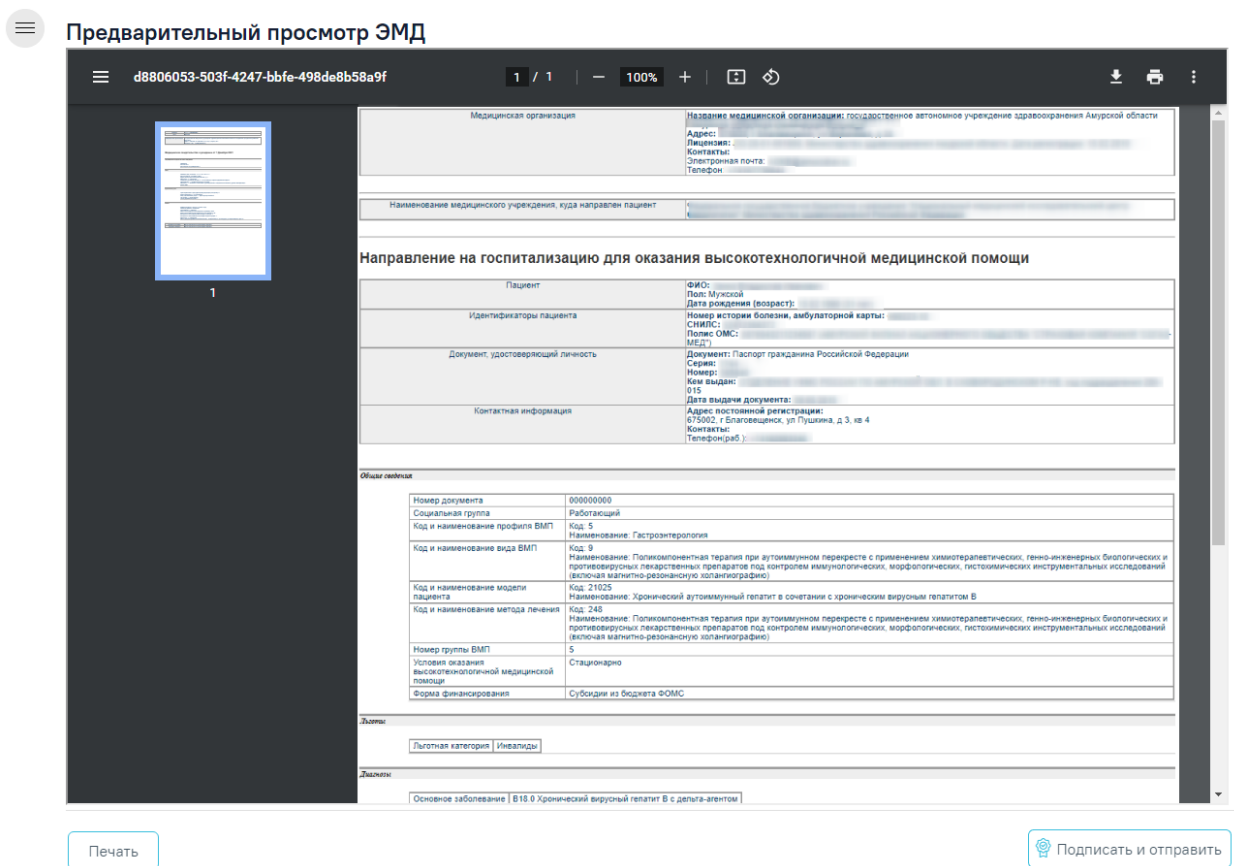 Предварительный просмотр ЭМД
d8806053-503f-4247-bbfe-498de8b58a9f
1 / 1
100%
1
Медицинская организация
Название медицинской организации: государственное автономное учреждение здравоохранения Амурской области
Адрес:
Лицензия:
Контакты:
Электронная почта:
Телефон
Наименование медицинского учреждения, куда направлен пациент
Направление на госпитализацию для оказания высокотехнологичной медицинской помощи
Пациент
ФИО:
Пол: Мужской
Дата рождения (возраст):
Идентификаторы пациента
Номер истории болезни, амбулаторной карты:
СНИЛС:
Полис ОМС:
МЕД")
Документ, удостоверяющий личность
Документ: Паспорт гражданина Российской Федерации
Серия:
Номер:
Кем выдан:
015
Дата выдачи документа:
Контактная информация
Адрес постоянной регистрации:
675002, г Благовещенск, ул Пушкина, д 3, кв 4
Контакты:
Телефон(раб.):
Общие сведения
Номер документа
000000000
Социальная группа
Работающий
Код и наименование профиля ВМП
Код: 5
Наименование: Гастроэнтерология
Код и наименование вида ВМП
Код: 9
Наименование: Поликомпонентная терапия при аутоиммунном перекресте с применением химиотерапевтических, генно-инженерных биологических и
противовирусных лекарственных препаратов под контролем иммунологических, морфологических, гистохимических инструментальных исследований
(включая магнитно-резонансную холангиографию)
Код и наименование модели
пациента
Код: 21025
Наименование: Хронический аутоиммунный гепатит в сочетании с хроническим вирусным гепатитом B
Код и наименование метода лечения
Код: 248
Наименование: Поликомпонентная терапия при аутоиммунном перекресте с применением химиотерапевтических, генно-инженерных биологических и
противовирусных лекарственных препаратов под контролем иммунологических, морфологических, гистохимических инструментальных исследований
(включая магнитно-резонансную холангиографию)
Номер группы ВМП
5
Условия оказания
высокотехнологичной медицинской
помощи
Стационарно
Форма финансирования
Субсидии из бюджета ФОМС
Льготы
Льготная категория
Инвалиды
Диагнозы
Основное заболевание
B18.0 Хронический вирусный гепатит B с дельта-агентом
Печать
Подписать и отправить